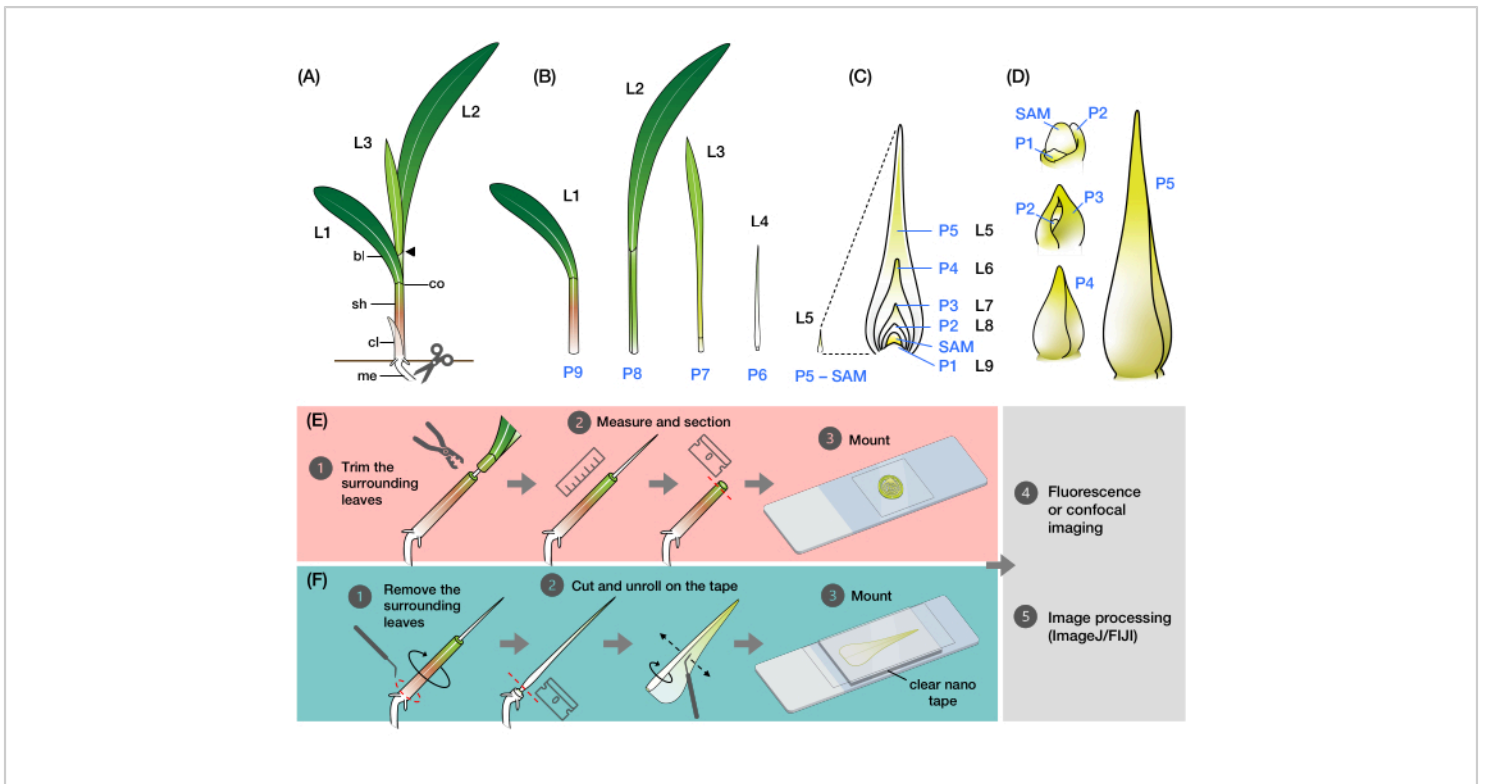 (A)
L2
L3
L1
bl
co
sh
cl
me
(B)
L2
L3
L1
L4
L5
P9
P8
P7
P6
P5 – SAM
(C)
P5 L5
P4 L6
P3 L7
P2 L8
SAM
P1 L9
(D)
SAM
P2
P1
P5
P2
P3
P4
(E)
1 Trim the
surrounding
leaves
2 Measure and section
3 Mount
(F)
1 Remove the
surrounding
leaves
2 Cut and unroll on the tape
3 Mount
clear nano
tape
4 Fluorescence
or confocal
imaging
5 Image processing
(ImageJ/FIJI)